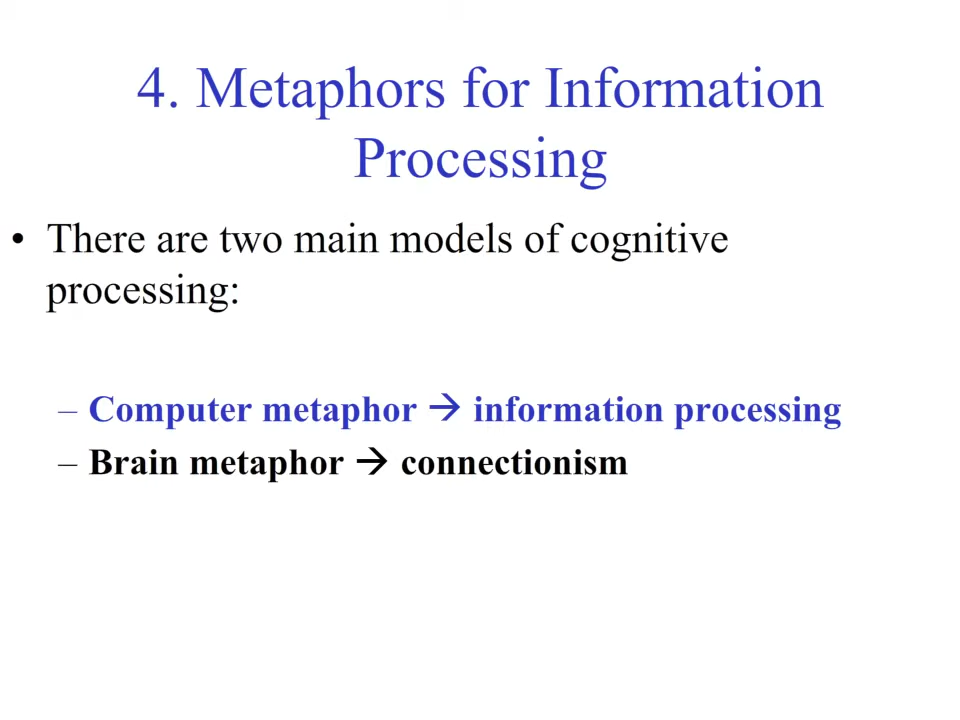 4. Metaphors for Information
Processing
• There are two main models of cognitive
processing:
– Computer metaphor → information processing
– Brain metaphor → connectionism